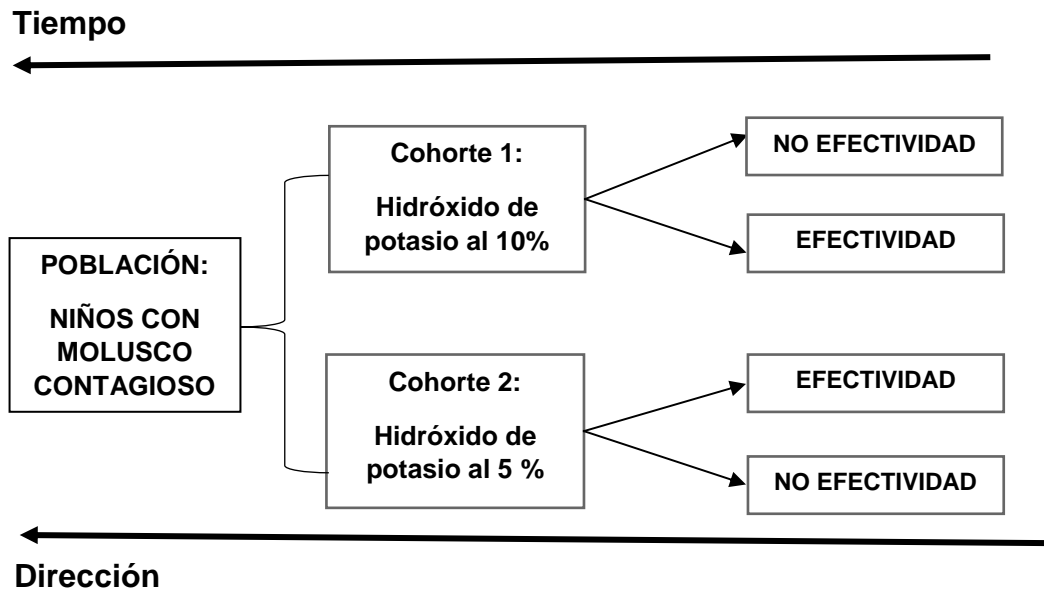 Tiempo
Cohorte 1:
Hidróxido de
potasio al 10%
NO EFECTIVIDAD
EFECTIVIDAD
POBLACIÓN:
NIÑOS CON
MOLUSCO
CONTAGIOSO
Cohorte 2:
Hidróxido de
potasio al 5 %
EFECTIVIDAD
NO EFECTIVIDAD
Dirección